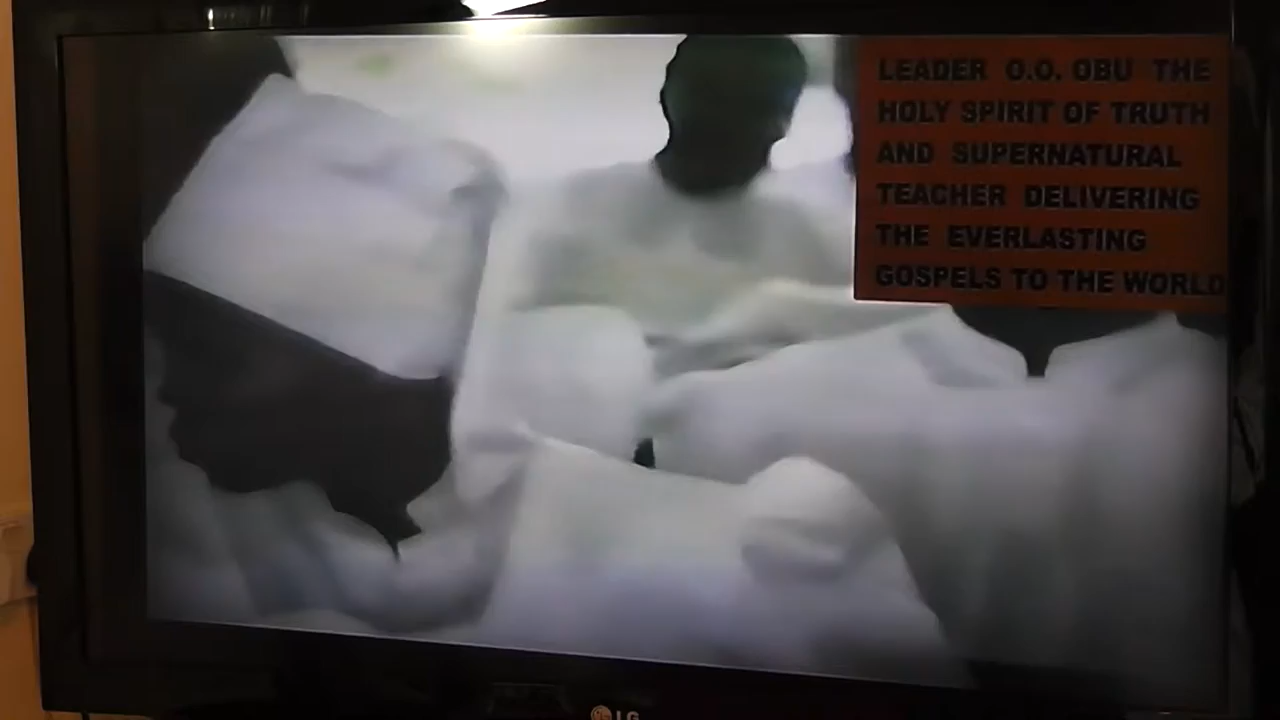 LEADER O.O. OBU THE
HOLY SPIRIT OF TRUTH
AND SUPERNATURAL
TEACHER DELIVERING
THE EVERLASTING
GOSPELS TO THE WORLD
LG